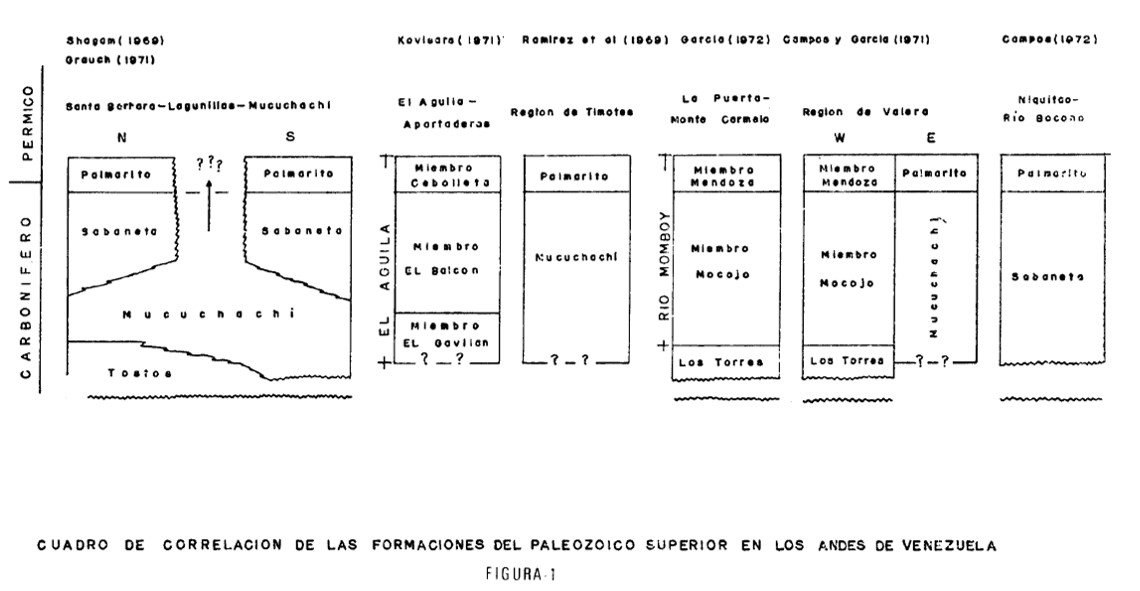 Shagam(1969)
Grauch (1971)
Koviuara(1971)
Ramirez et al (1969)
Garcia(1972)
Campos y Garcia(1971)
Campos(1972)
Santa Barbara-Lagunillas-Mucuchachi
El Aguila-
Apartaderos
Region de Timotes
La Puerta-
Monte Carmelo
Region de Valera
Niquitao-
Rio Bocono
N
S
W
E
PERMICO
CARBONIFERO
Palmarito
???
Palmarito
Sabaneta
Sabaneta
Mucuchachi
Tostos
EL AGUILA
Miembro
Cebolleta
Miembro
EL Balcon
Miembro
EL Gavilan
? - ?
Palmarito
Mucuchachi
? - ?
RIO MOMBOY
Miembro
Mendoza
Miembro
Mocojo
Los Torres
Miembro
Mendoza
Miembro
Mocojo
Los Torres
Palmarito
Mucuchachi
? - ?
Palmarito
Sabaneta
CUADRO DE CORRELACION DE LAS FORMACIONES DEL PALEOZOICO SUPERIOR EN LOS ANDES DE VENEZUELA
FIGURA-1